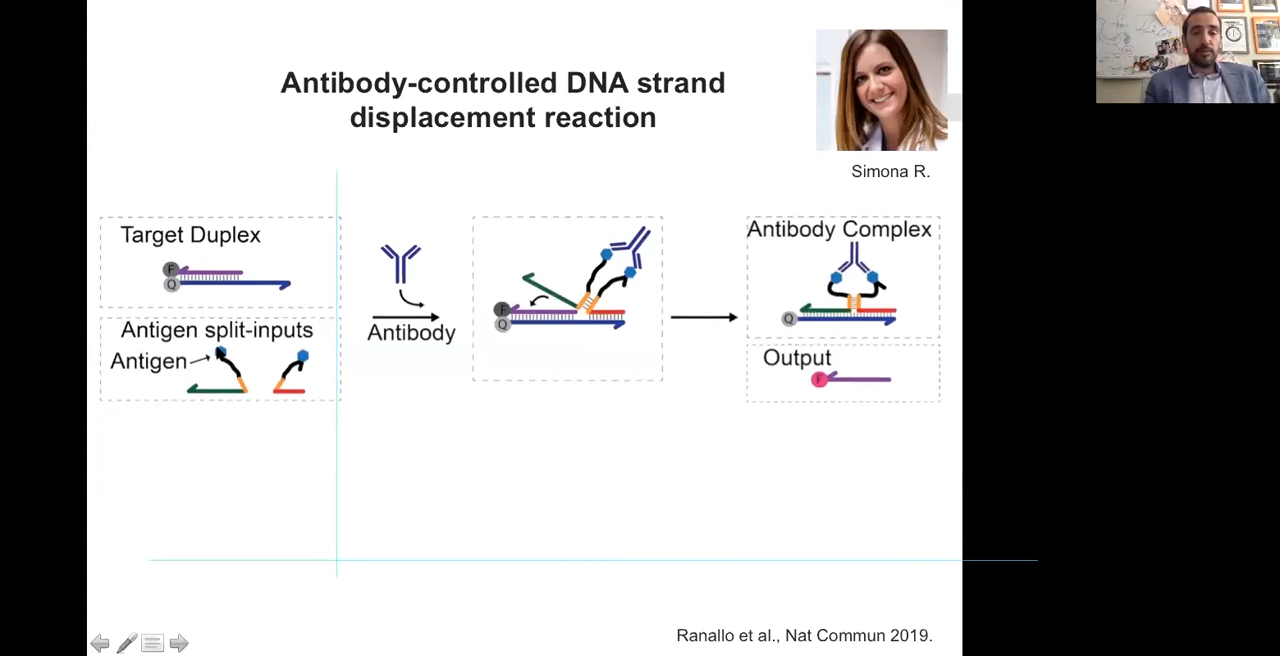 Antibody-controlled DNA strand
displacement reaction
Simona R.
Target Duplex
F
Q
Antigen split-inputs
Antigen
Antibody
F
Q
Antibody Complex
Q
Output
F
Ranallo et al., Nat Commun 2019.